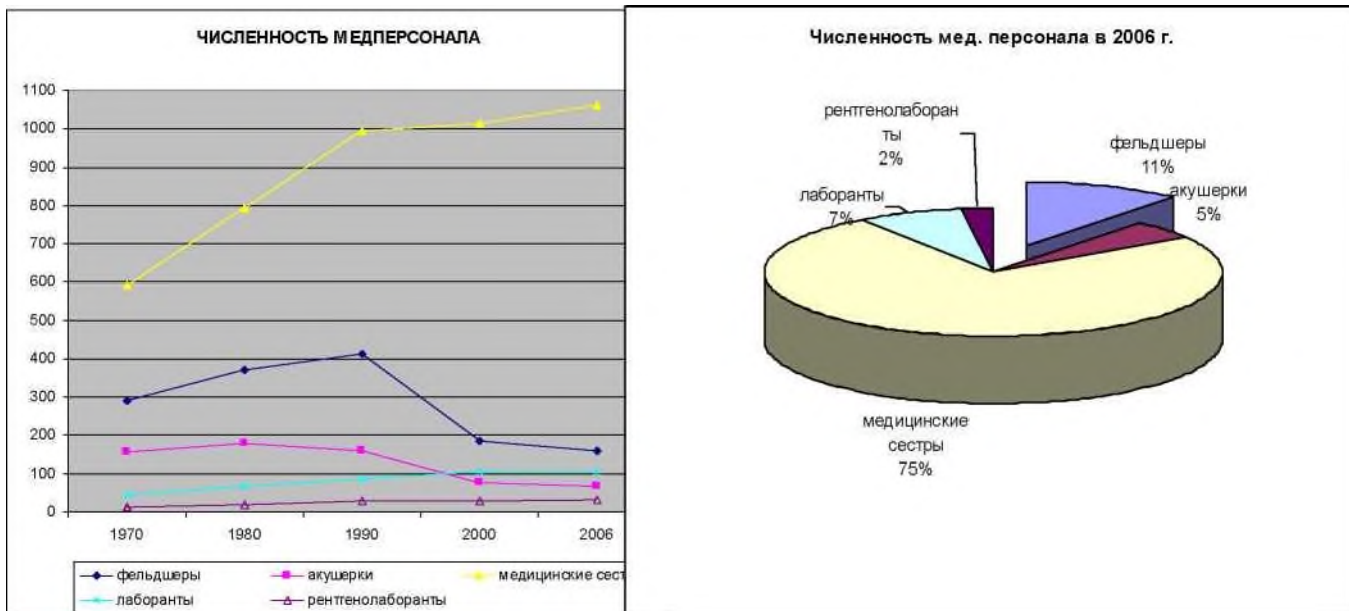 ЧИСЛЕННОСТЬ МЕДПЕРСОНАЛА
1100
1000
900
800
700
600
500
400
300
200
100
0
1970 1980 1990 2000 2006
фельдшеры акушерки медицинские сест
лаборанты рентгенолаборанты
Численность мед. персонала в 2006 г.
рентгенолаборан
ты
2%
фельдшеры
11%
акушерки
5%
лаборанты
7%
медицинские
сестры
75%